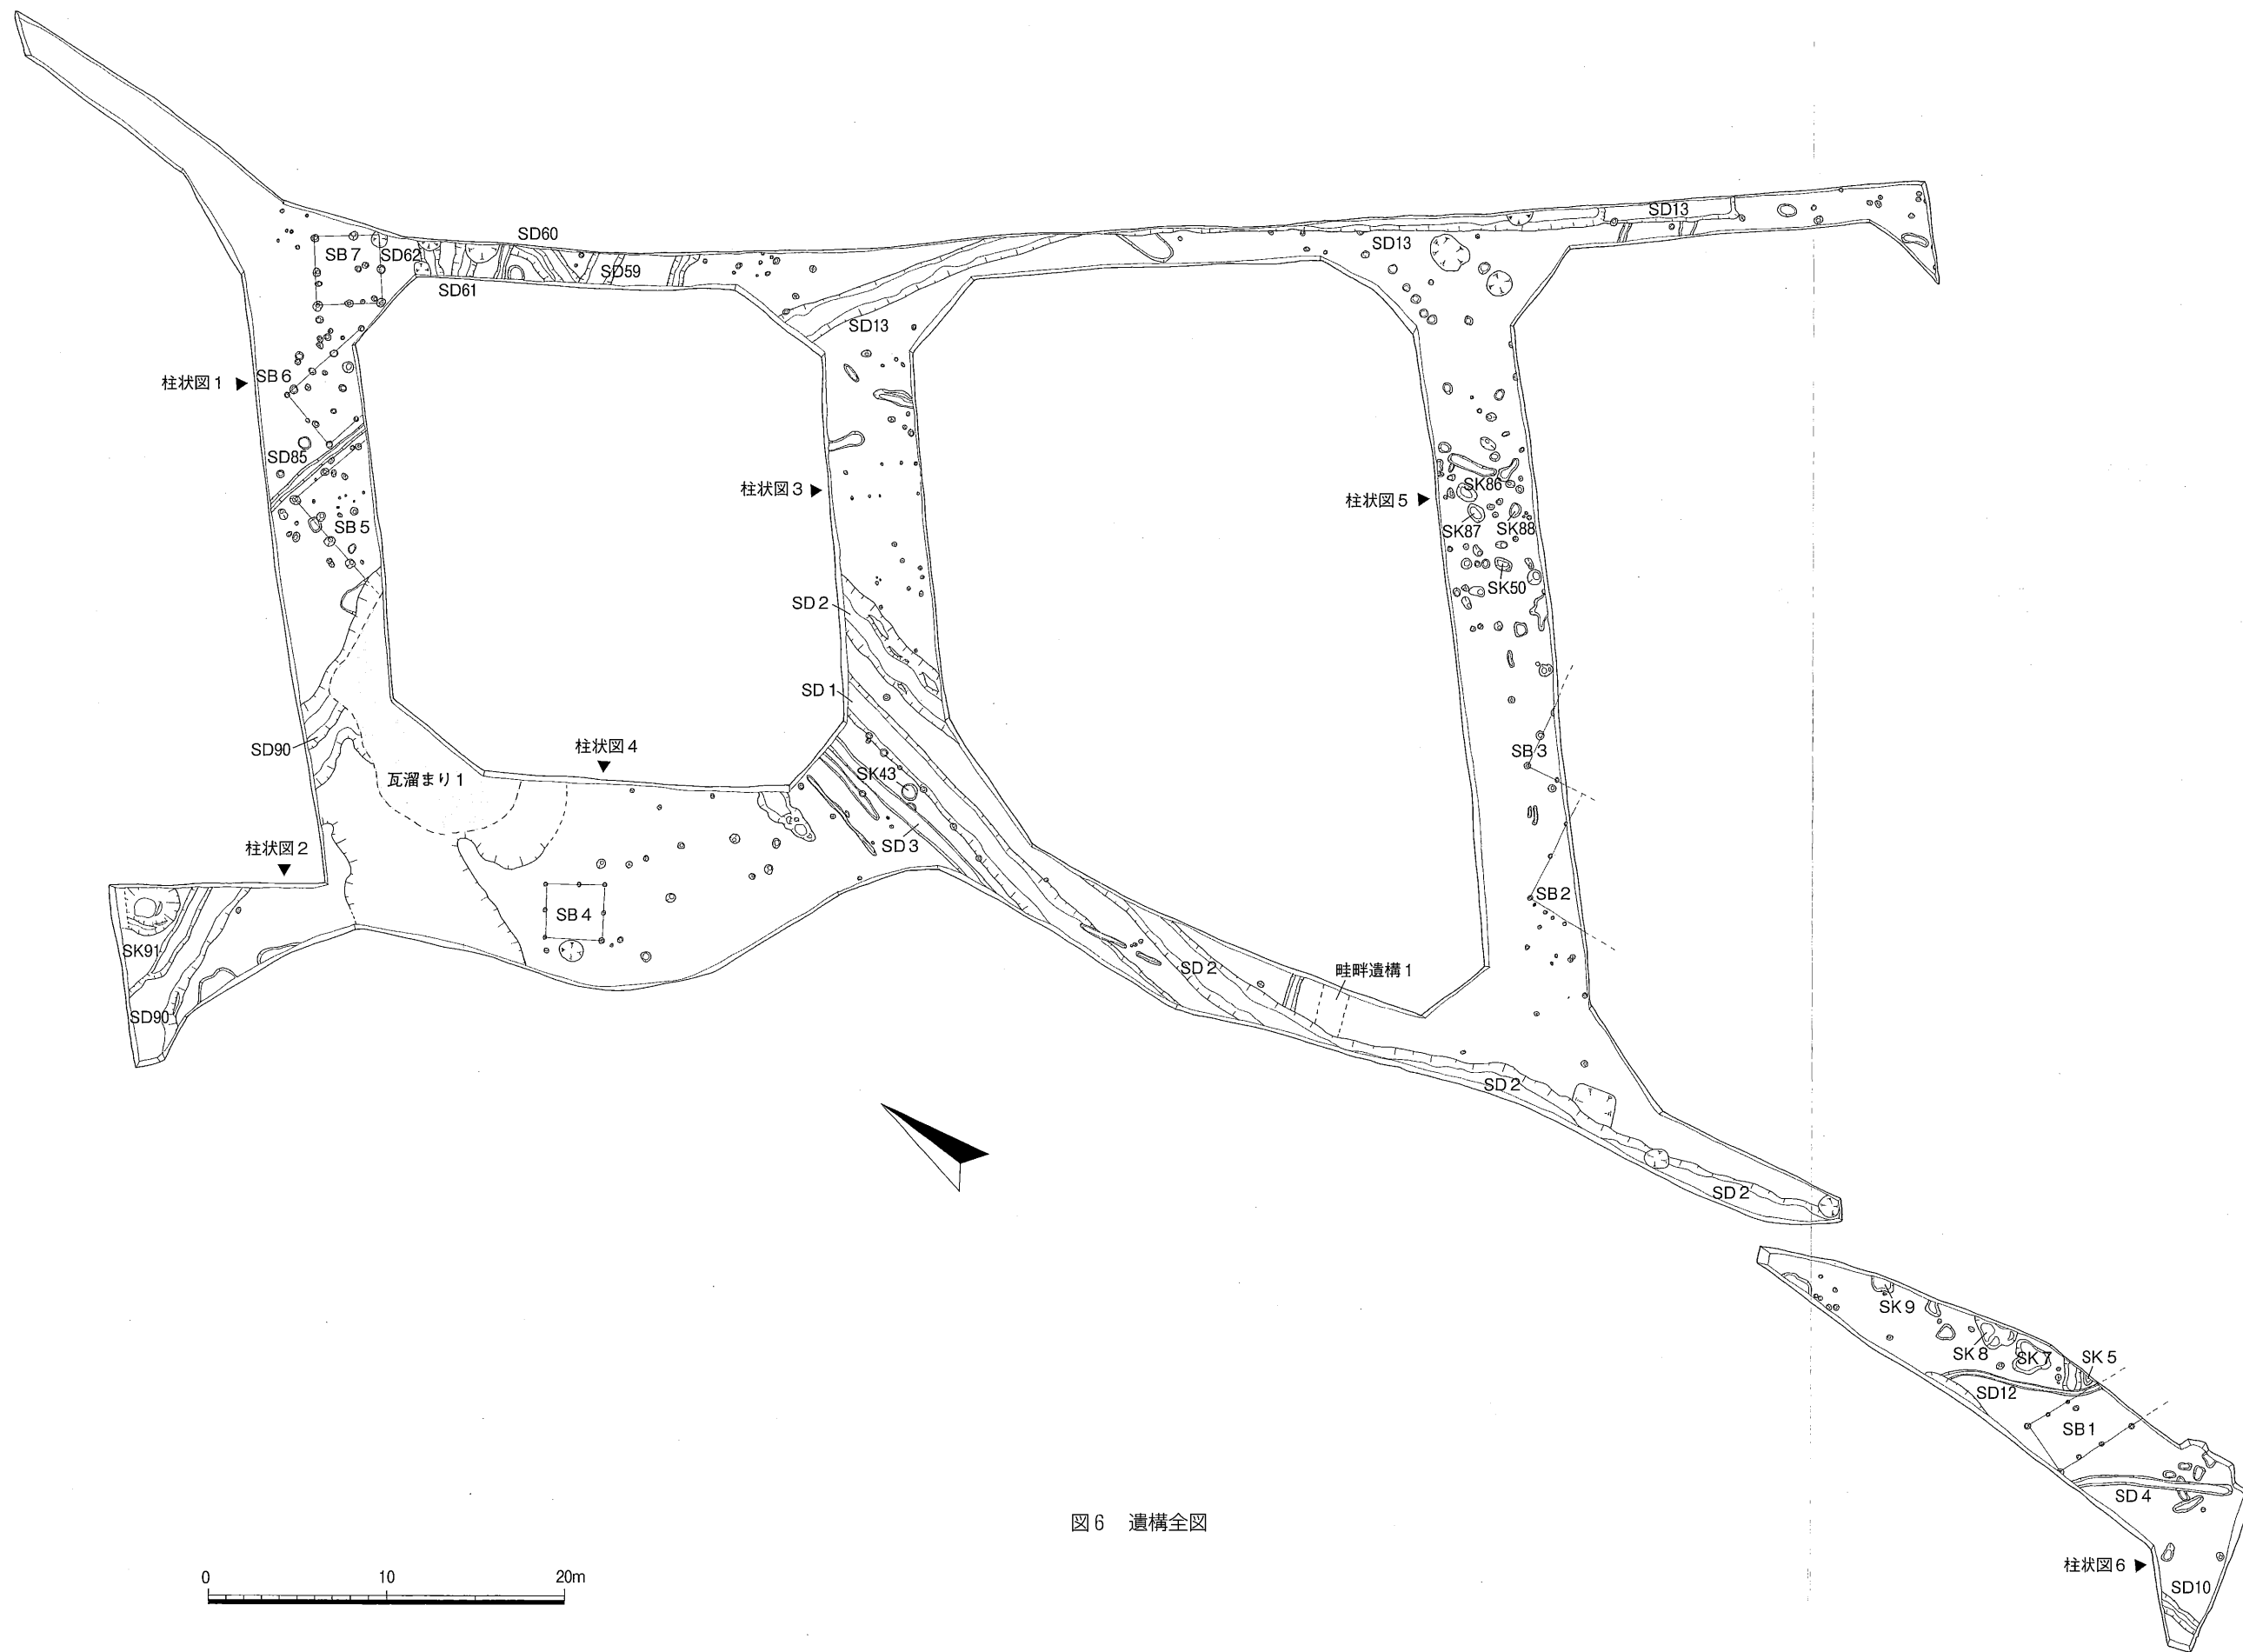 SD60
SD13
SB 7
SD62
SD13
SD59
SD61
SD13
柱状図 1 ▶
SB 6
SD85
SK86
柱状図 3 ▶
柱状図 5 ▶
SB 5
SK87
SK88
SK50
SD 2
SD 1
SD90
柱状図 4
▼
SB 3
瓦溜まり 1
SK43
柱状図 2
▼
SD 3
SB 2
SB 4
SK91
SD 2
畦畔遺構 1
SD90
SD 2
SD 2
SK 9
SK 8
SK 7
SK 5
SD12
SB 1
SD 4
図 6 遺構全図
柱状図 6 ▶
0 10 20m
SD10